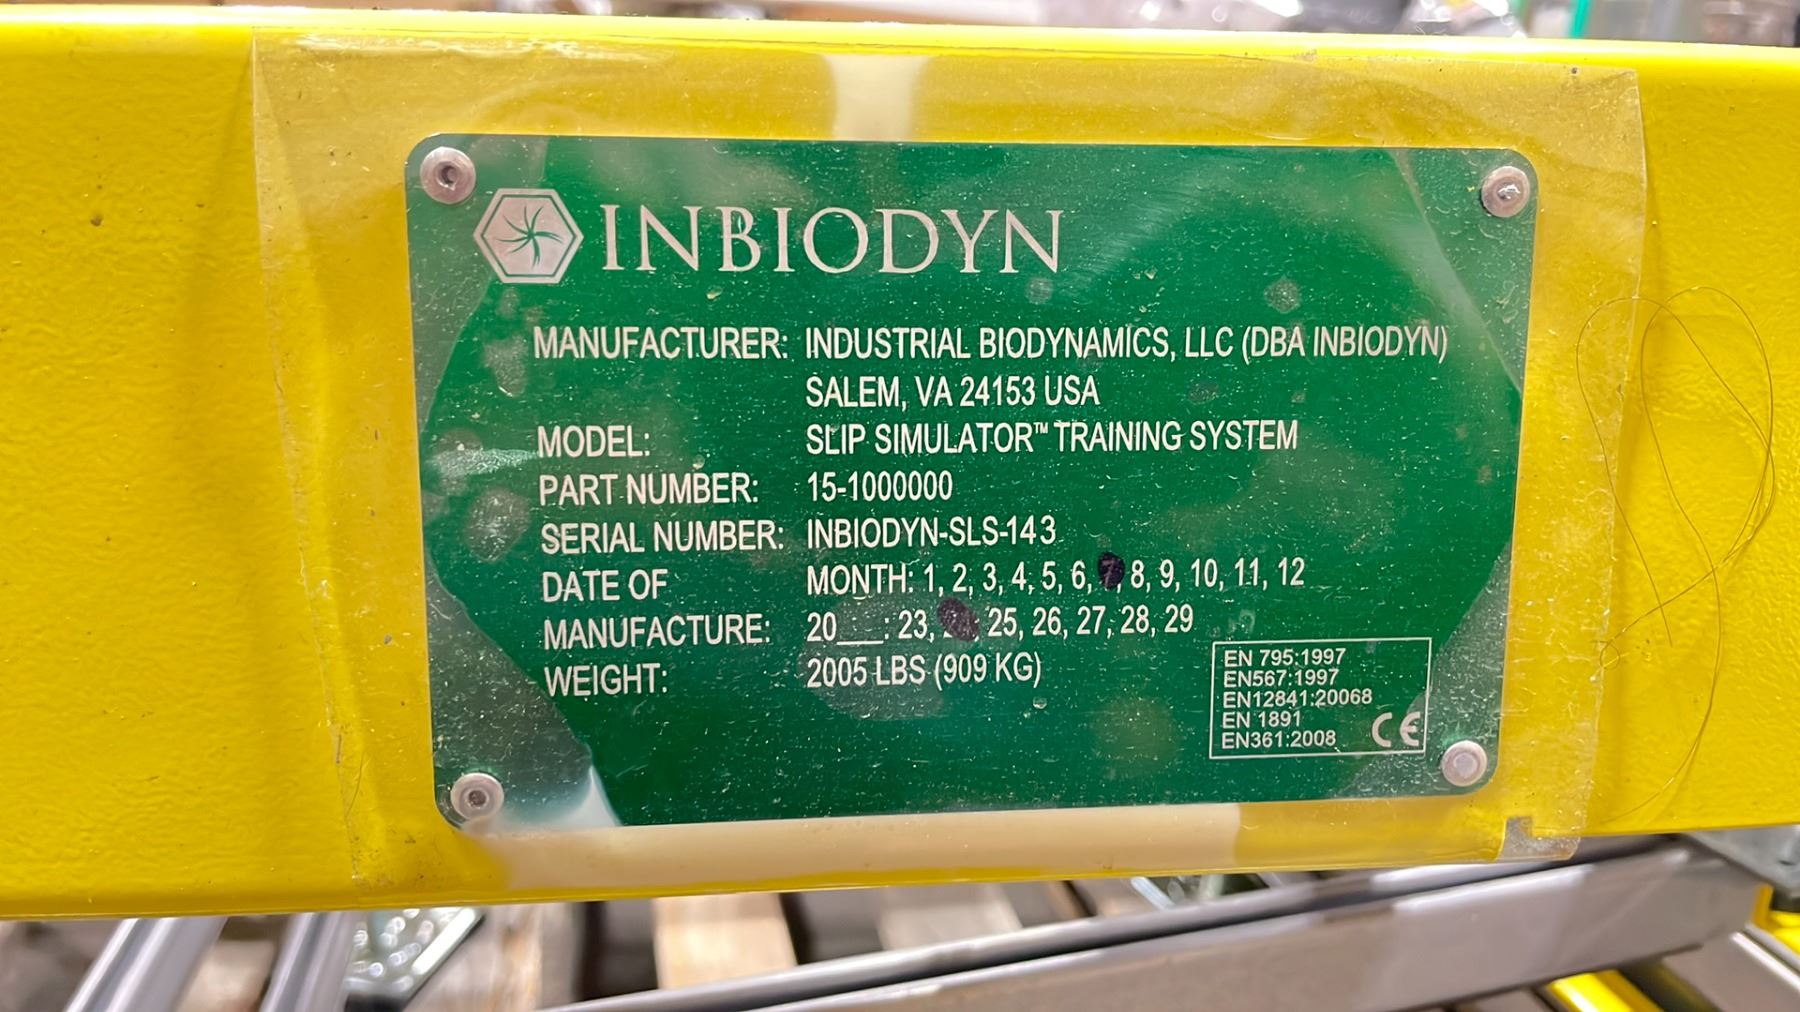 INBIODYN
MANUFACTURER: INDUSTRIAL BIODYNAMICS, LLC (DBA INBIODYN)
SALEM, VA 24153 USA
MODEL: SLIP SIMULATOR™ TRAINING SYSTEM
PART NUMBER: 15-1000000
SERIAL NUMBER: INBIODYN-SLS-143
DATE OF MONTH: 1, 2, 3, 4, 5, 6, 7, 8, 9, 10, 11, 12
MANUFACTURE: 20___: 23, 25, 26, 27, 28, 29
WEIGHT: 2005 LBS (909 KG)
EN 795:1997
EN567:1997
EN12841:20068
EN 1891
EN361:2008
CE